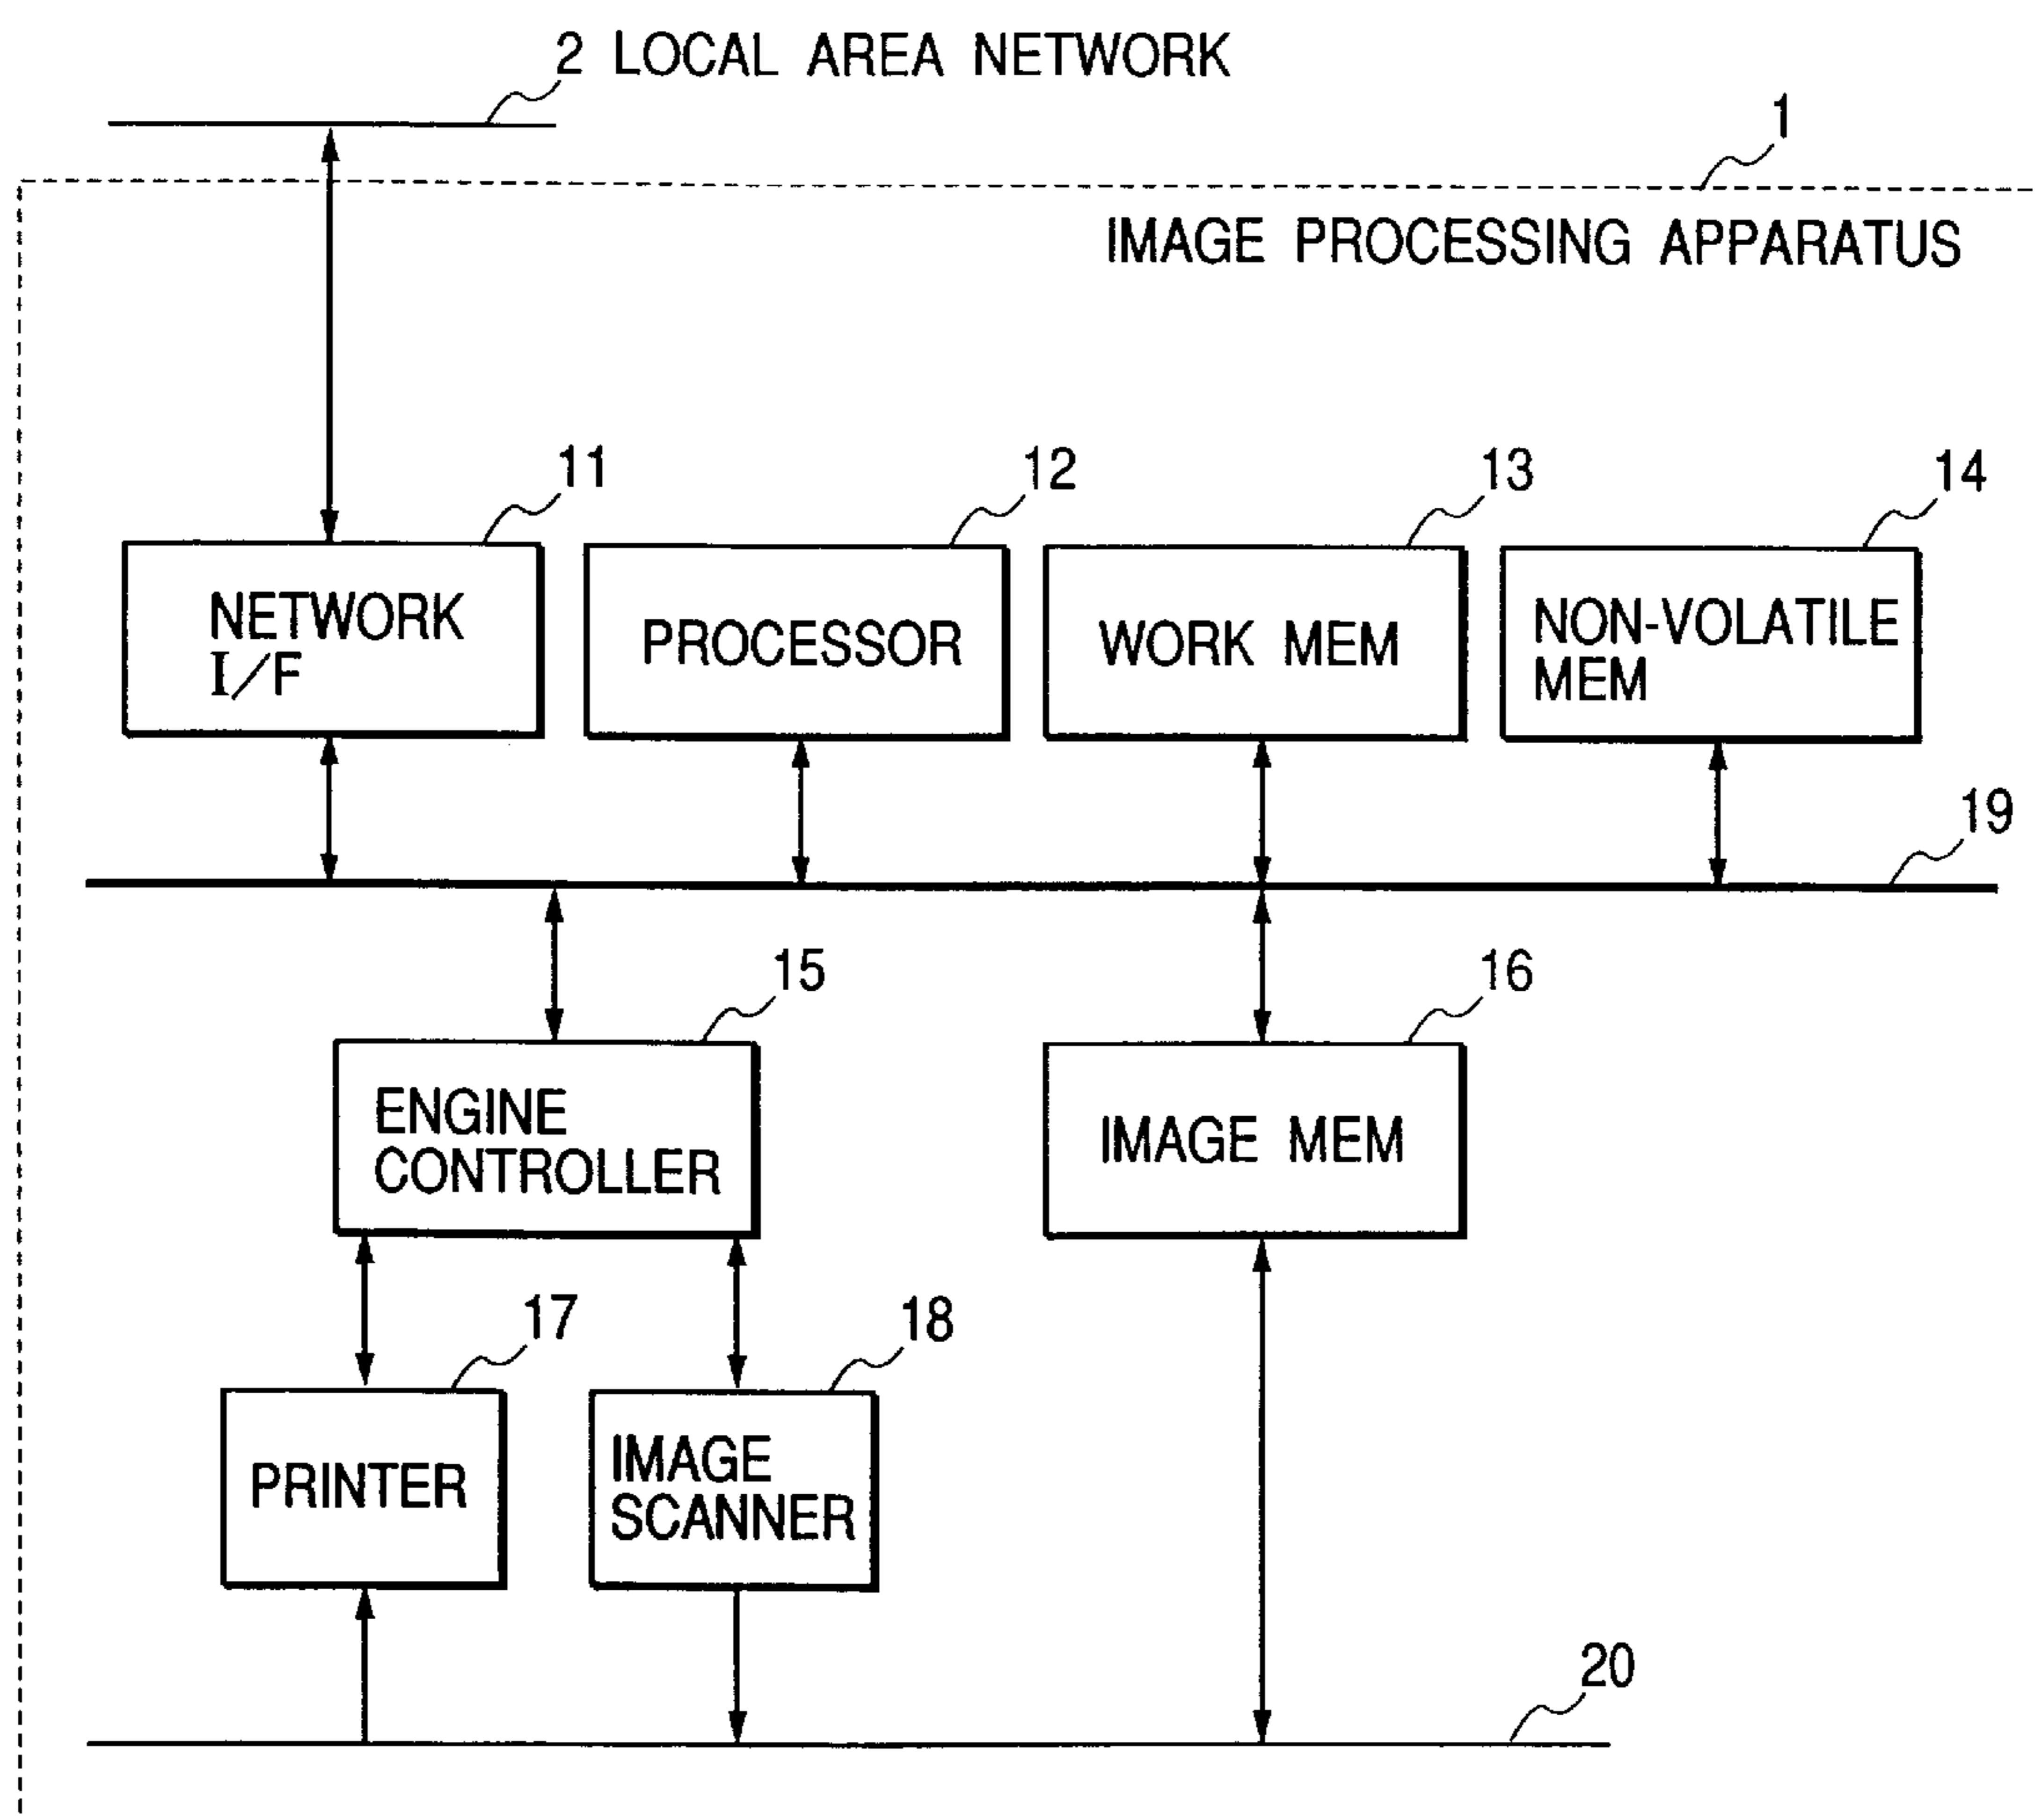 2 LOCAL AREA NETWORK
1
IMAGE PROCESSING APPARATUS
11
12
13
14
NETWORK
I/F
PROCESSOR
WORK MEM
NON-VOLATILE
MEM
19
15
16
ENGINE
CONTROLLER
IMAGE MEM
17
18
PRINTER
IMAGE
SCANNER
20